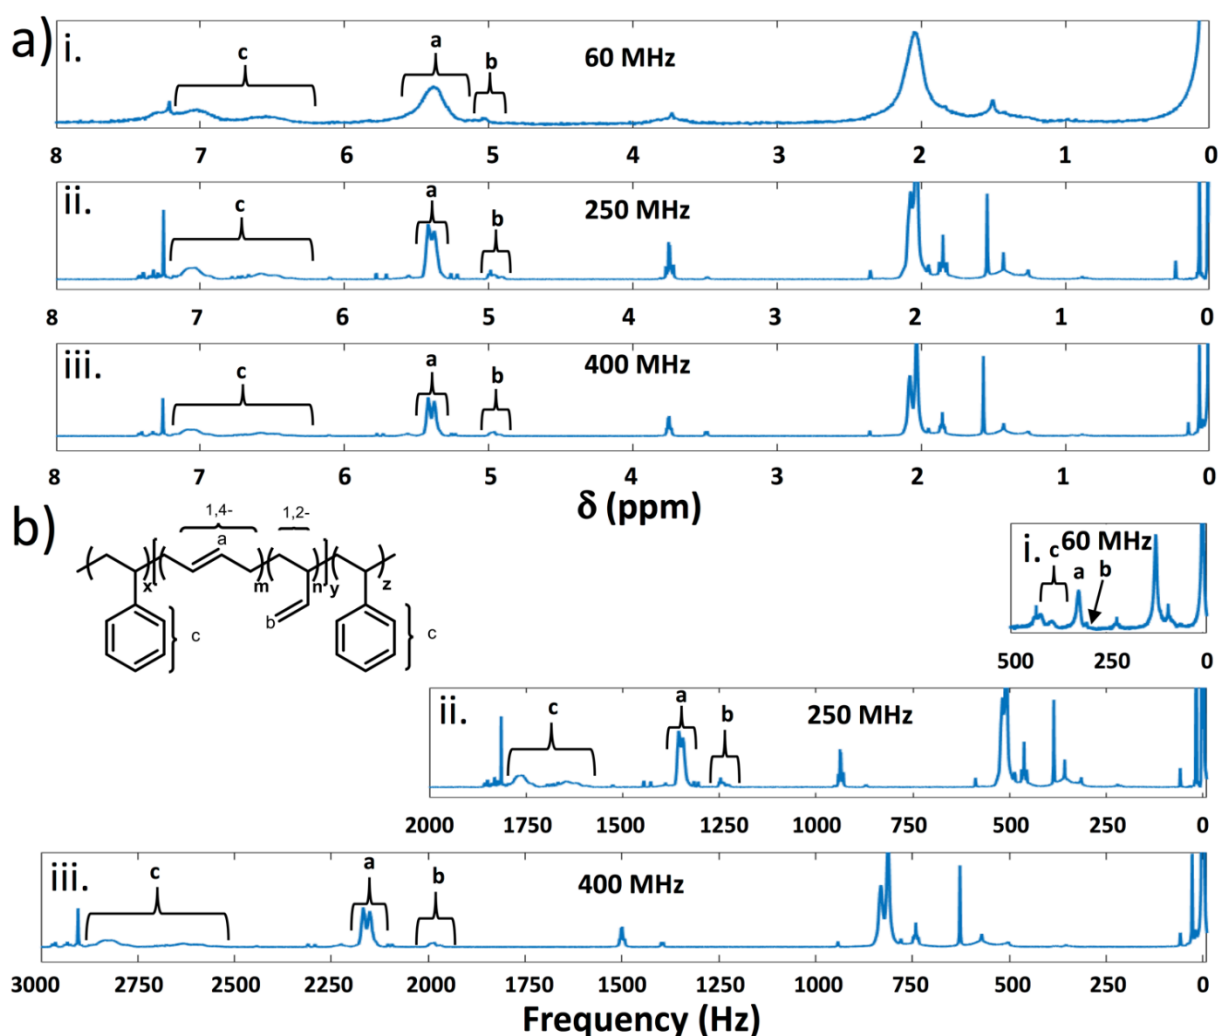 a)
i.
60 MHz
c
a
b
8 7 6 5 4 3 2 1 0
ii.
250 MHz
c
a
b
8 7 6 5 4 3 2 1 0
iii.
400 MHz
c
a
b
8 7 6 5 4 3 2 1 0
δ (ppm)
b)
1,4-
1,2-
a
x
m
n
y
z
b
c
c
i.
60 MHz
c
a
b
500 250 0
ii.
250 MHz
c
a
b
2000 1750 1500 1250 1000 750 500 250 0
iii.
400 MHz
c
a
b
3000 2750 2500 2250 2000 1750 1500 1250 1000 750 500 250 0
Frequency (Hz)